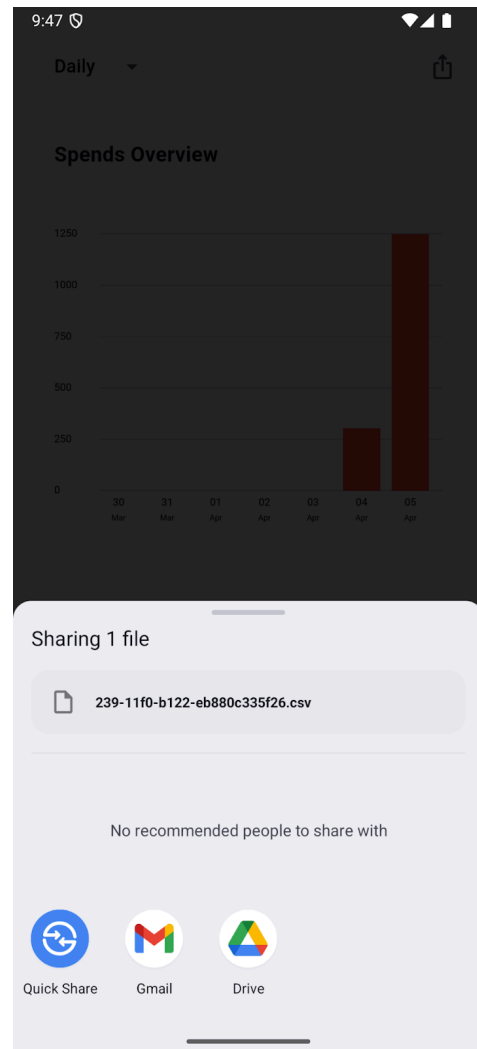 9:47
Daily
Spends Overview
1250
1000
750
500
250
0
30 31 01 02 03 04 05
Mar Mar Apr Apr Apr Apr Apr
Sharing 1 file
239-11f0-b122-eb880c335f26.csv
No recommended people to share with
Quick Share Gmail Drive